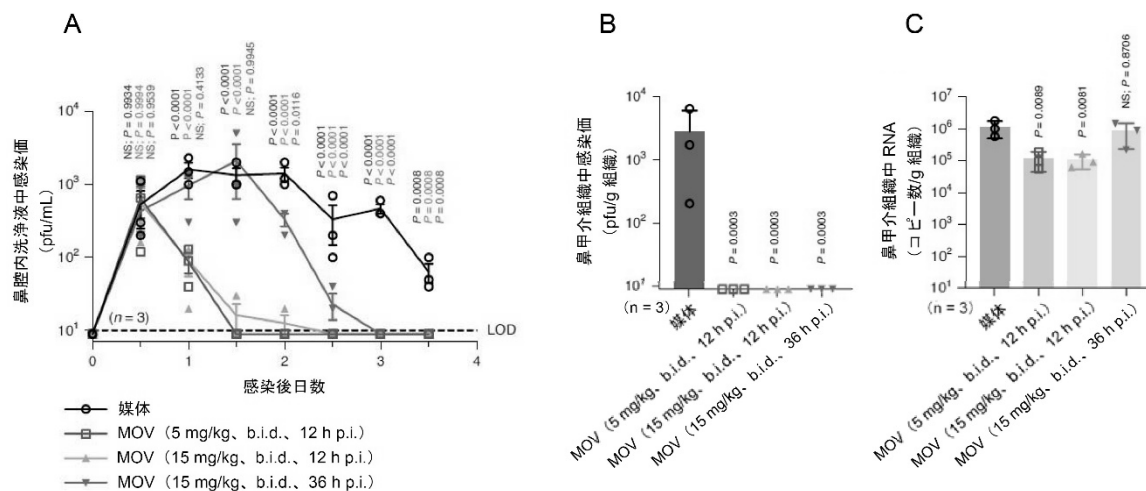 A
鼻腔内洗浄液中感染価
(pfu/mL)
10⁴
10³
10²
10¹
NS; P = 0.9934
NS; P = 0.9994
NS; P = 0.9539
P < 0.0001
P < 0.0001
NS; P = 0.4133
P < 0.0001
P < 0.0001
NS; P = 0.9945
P < 0.0001
P < 0.0001
P = 0.0116
P < 0.0001
P < 0.0001
P < 0.0001
P < 0.0001
P < 0.0001
P < 0.0001
P = 0.0008
P = 0.0008
P = 0.0008
(n = 3)
LOD
0 1 2 3 4
感染後日数
媒体
MOV(5 mg/kg、b.i.d.、12 h p.i.)
MOV(15 mg/kg、b.i.d.、12 h p.i.)
MOV(15 mg/kg、b.i.d.、36 h p.i.)
B
鼻甲介組織中感染価
(pfu/g 組織)
10⁴
10³
10²
10¹
P = 0.0003
P = 0.0003
P = 0.0003
(n = 3)
媒体
MOV(5 mg/kg、b.i.d.、12 h p.i.)
MOV(15 mg/kg、b.i.d.、12 h p.i.)
MOV(15 mg/kg、b.i.d.、36 h p.i.)
C
鼻甲介組織中 RNA
(コピー数/g 組織)
10⁸
10⁷
10⁶
10⁵
10⁴
10³
P = 0.0089
P = 0.0081
NS; P = 0.8706
(n = 3)
媒体
MOV(5 mg/kg、b.i.d.、12 h p.i.)
MOV(15 mg/kg、b.i.d.、12 h p.i.)
MOV(15 mg/kg、b.i.d.、36 h p.i.)